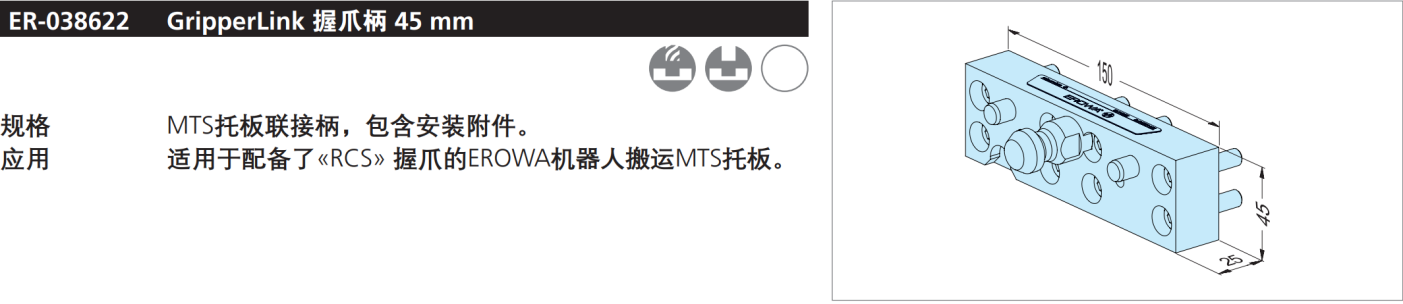 ER-038622 GripperLink 握爪柄 45 mm
规格 MTS托板联接柄，包含安装附件。
应用 适用于配备了«RCS» 握爪的EROWA机器人搬运MTS托板。
150
EROWA
45
25